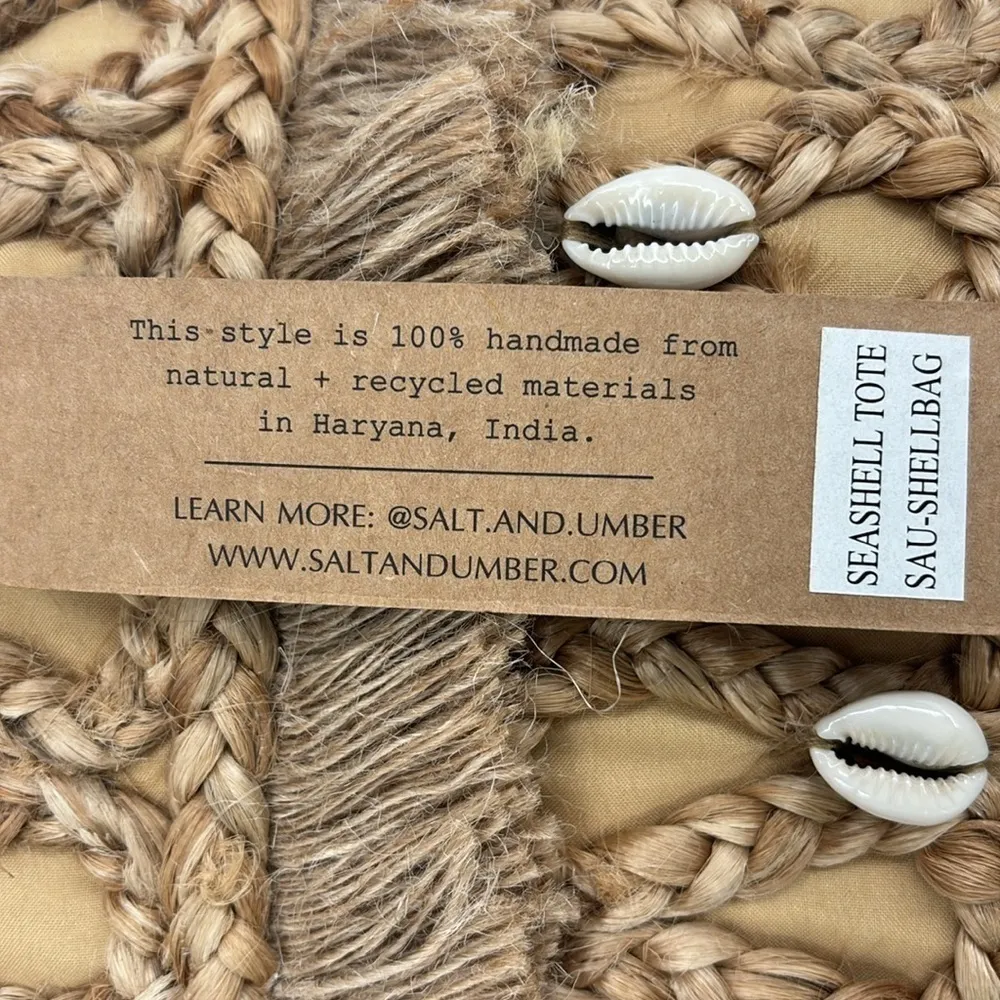 This style is 100% handmade from
natural + recycled materials
in Haryana, India.
LEARN MORE: @SALT.AND.UMBER
WWW.SALTANDUMBER.COM
SEASHELL TOTE
SAU-SHELLBAG